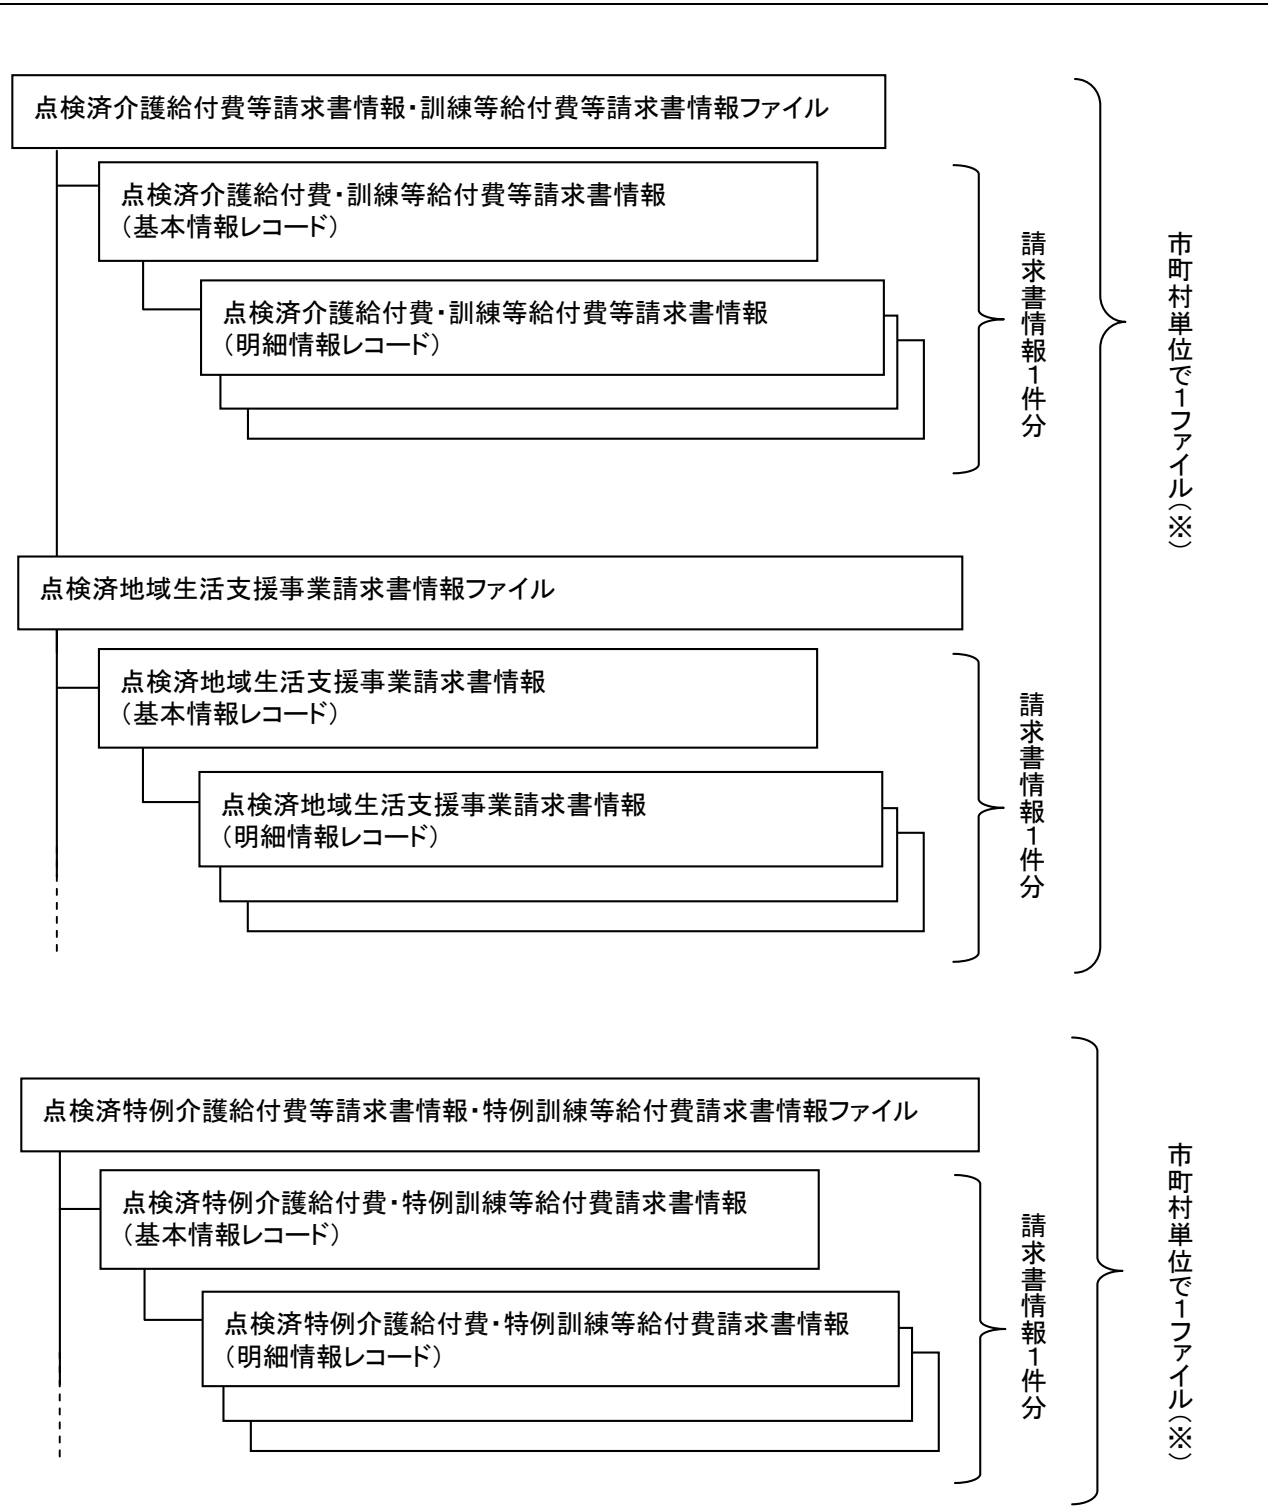 点検済介護給付費等請求書情報・訓練等給付費等請求書情報ファイル
点検済介護給付費・訓練等給付費等請求書情報
（基本情報レコード）
点検済介護給付費・訓練等給付費等請求書情報
（明細情報レコード）
請求書情報１件分
市町村単位で１ファイル（※）
点検済地域生活支援事業請求書情報ファイル
点検済地域生活支援事業請求書情報
（基本情報レコード）
点検済地域生活支援事業請求書情報
（明細情報レコード）
請求書情報１件分
点検済特例介護給付費等請求書情報・特例訓練等給付費請求書情報ファイル
点検済特例介護給付費・特例訓練等給付費請求書情報
（基本情報レコード）
点検済特例介護給付費・特例訓練等給付費請求書情報
（明細情報レコード）
請求書情報１件分
市町村単位で１ファイル（※）